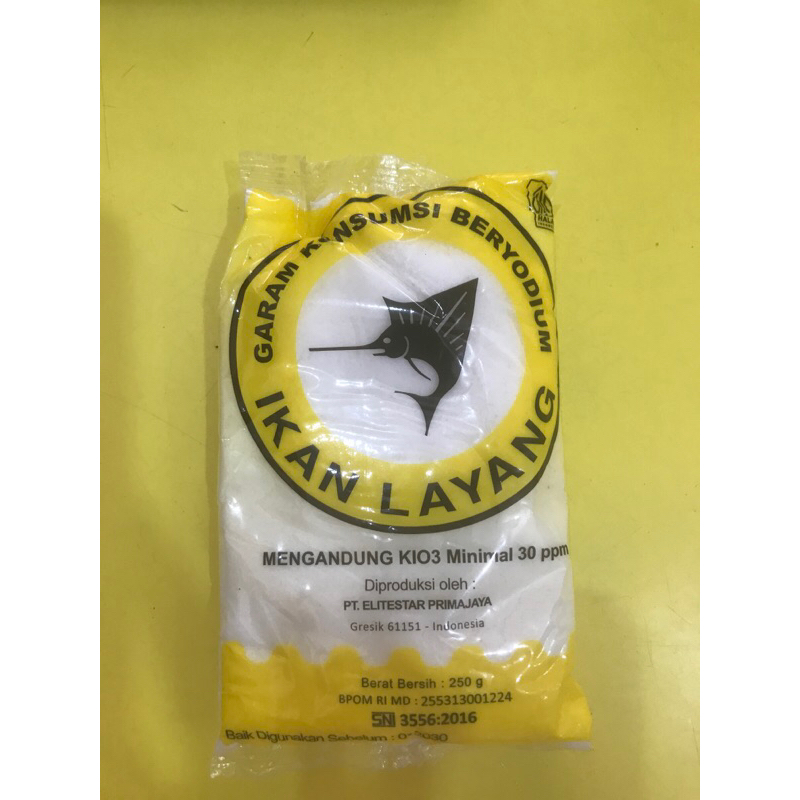 GARAM KONSUMSI BERYODIUM
IKAN LAYANG
MENGANDUNG KIO3 Minimal 30 ppm
Diproduksi oleh :
PT. ELITESTAR PRIMAJAYA
Gresik 61151 - Indonesia
Berat Bersih : 250 g
BPOM RI MD : 255313001224
SNI 3556:2016
Baik Digunakan Sebelum :